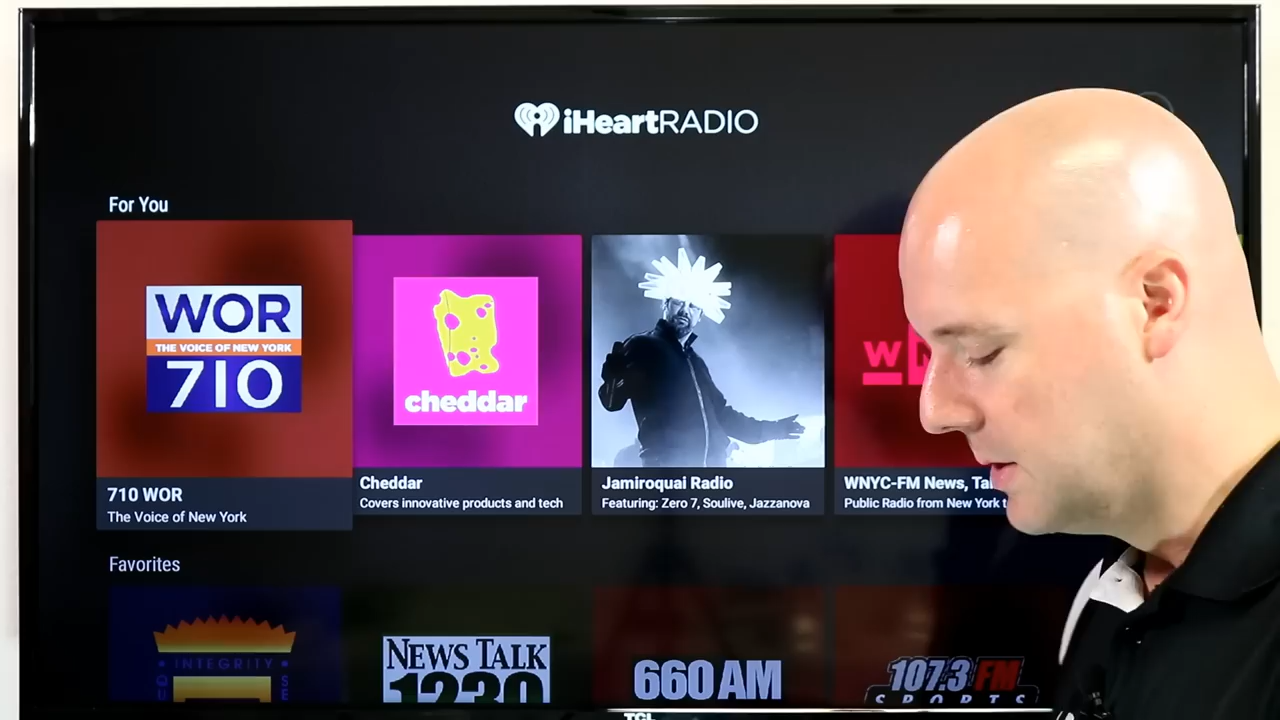 iHeartRADIO
For You
WOR
THE VOICE OF NEW YORK
710
cheddar
710 WOR
The Voice of New York
Cheddar
Covers innovative products and tech
Jamiroquai Radio
Featuring: Zero 7, Soulive, Jazzanova
WNYC-FM News,
Public Radio from New York
Favorites
INTEGRITY
NEWS TALK
1230
660 AM
107.3 FM
SPORTS
TCL